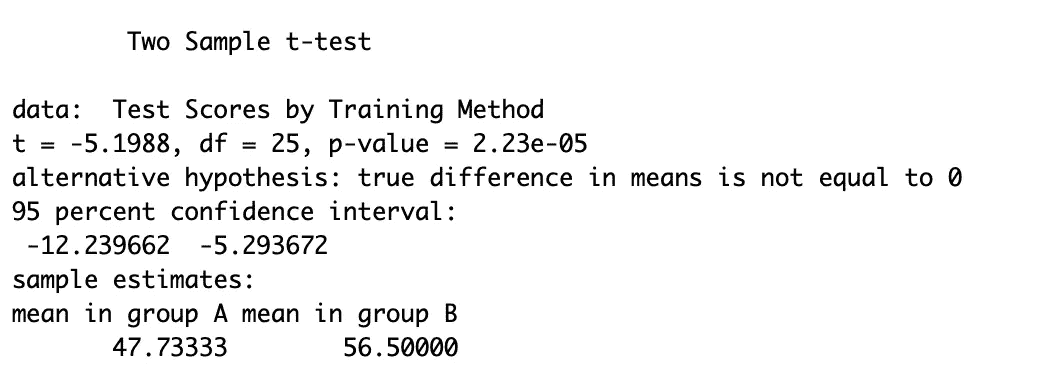 Two Sample t-test
data:  Test Scores by Training Method
t = -5.1988, df = 25, p-value = 2.23e-05
alternative hypothesis: true difference in means is not equal to 0
95 percent confidence interval:
 -12.239662  -5.293672
sample estimates:
mean in group A mean in group B
       47.73333        56.50000